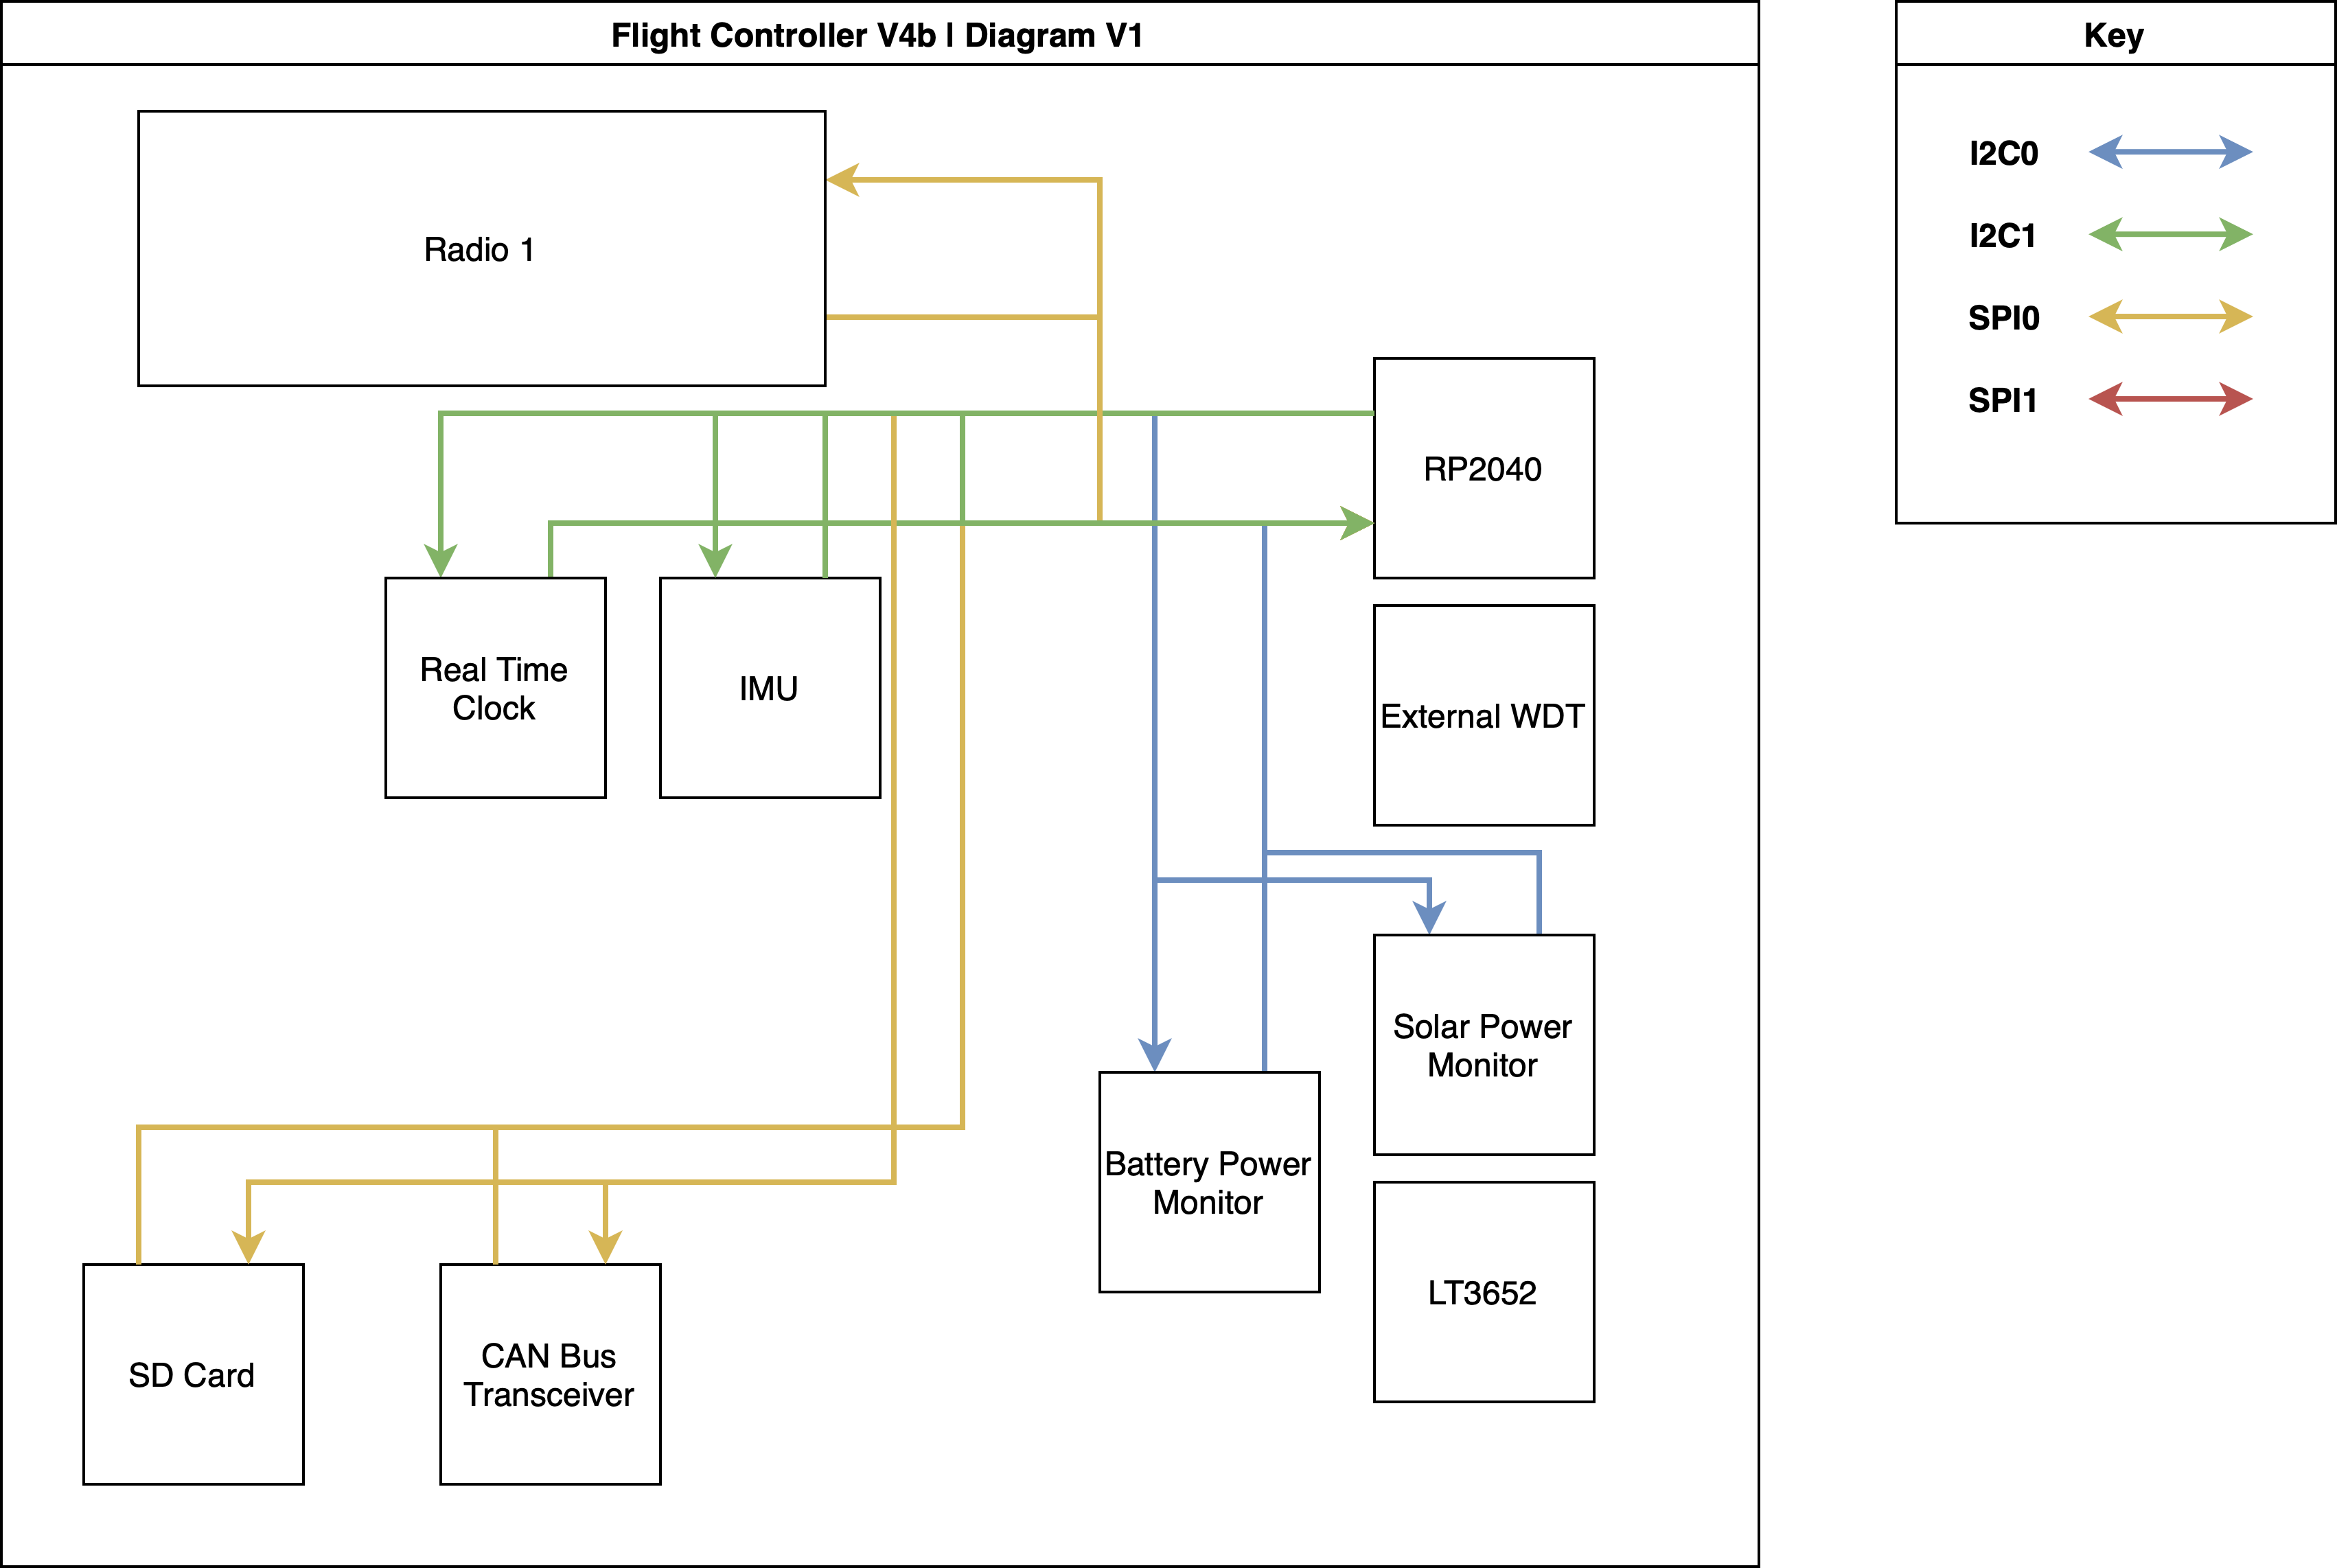 Flight Controller V4b | Diagram V1
Key
Radio 1
I2C0
I2C1
SPI0
SPI1
RP2040
Real Time
Clock
IMU
External WDT
Solar Power
Monitor
Battery Power
Monitor
LT3652
SD Card
CAN Bus
Transceiver